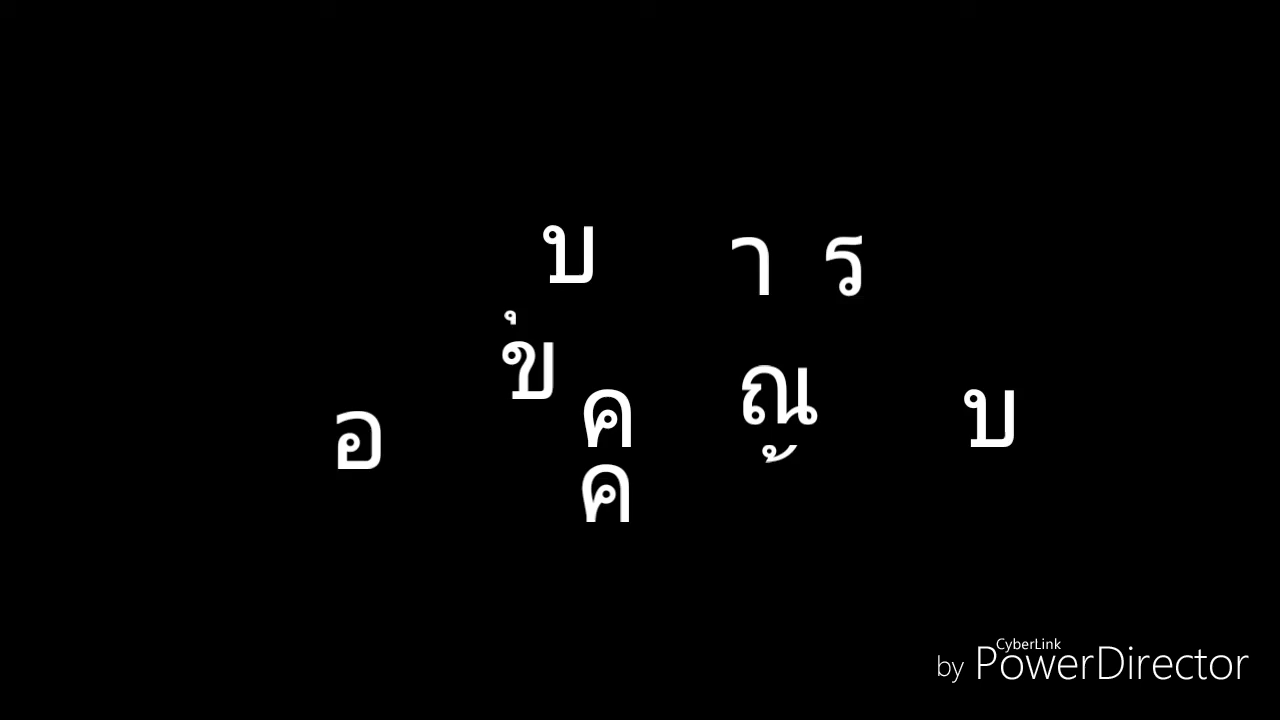 บ า ร
ข ุ
อ ค ณ บ
้
ค
by CyberLink PowerDirector